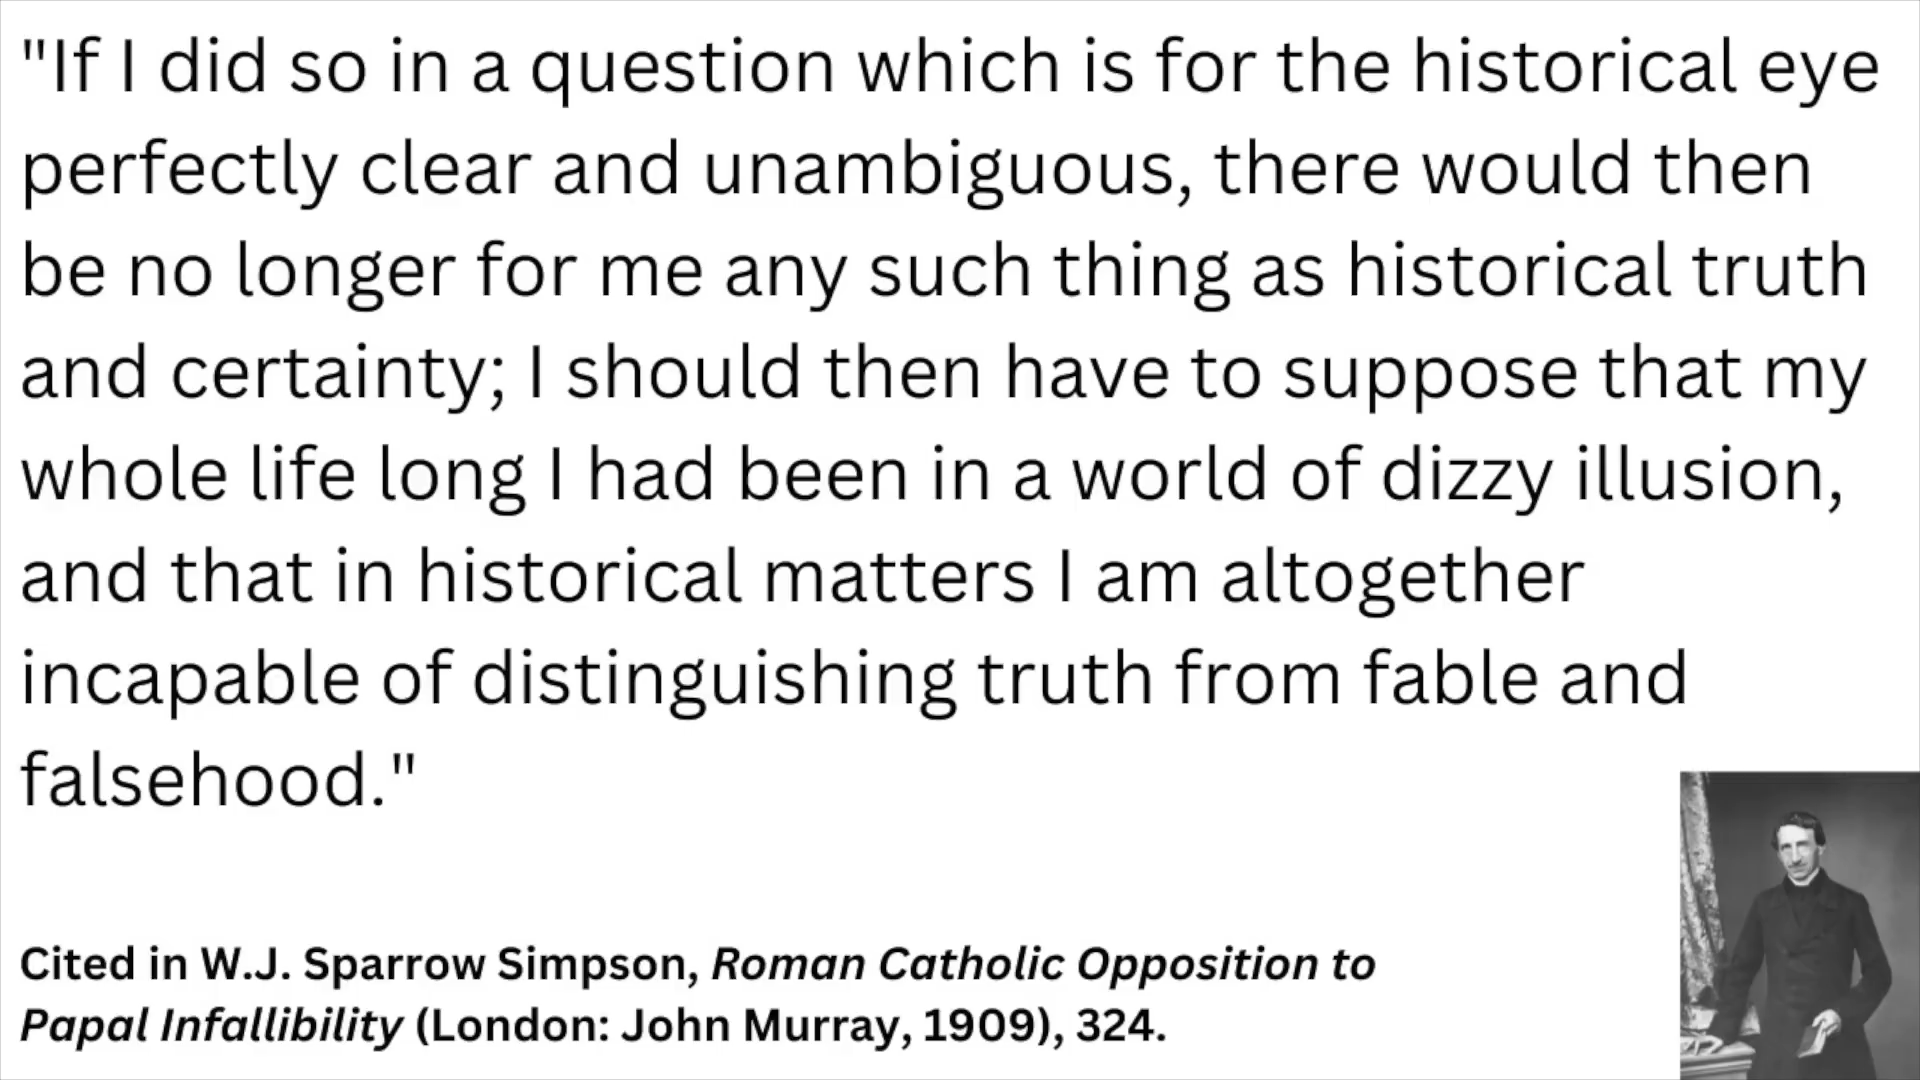 "If I did so in a question which is for the historical eye
perfectly clear and unambiguous, there would then
be no longer for me any such thing as historical truth
and certainty; I should then have to suppose that my
whole life long I had been in a world of dizzy illusion,
and that in historical matters I am altogether
incapable of distinguishing truth from fable and
falsehood."
Cited in W.J. Sparrow Simpson, Roman Catholic Opposition to
Papal Infallibility (London: John Murray, 1909), 324.